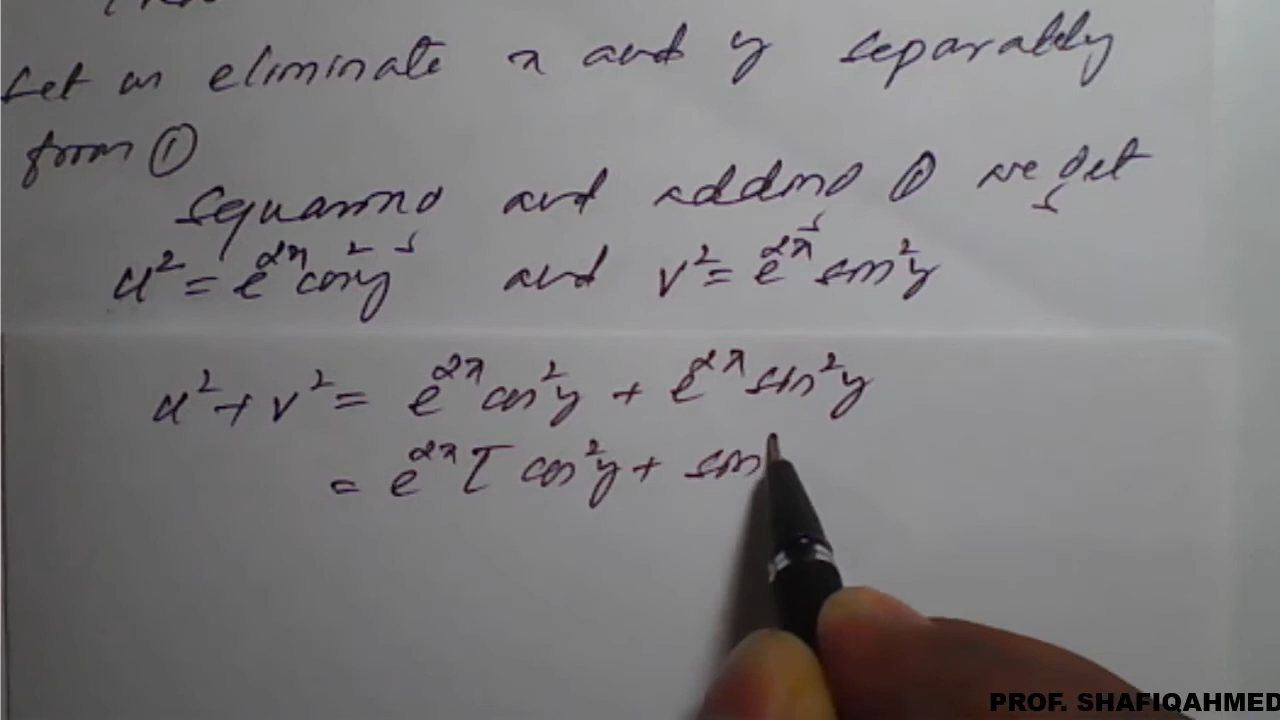 Let us eliminate x and y separately
from ①
Squaring and adding ① we get
u² = e²ˣ cos²y and v² = e²ˣ sin²y
u² + v² = e²ˣ cos²y + e²ˣ sin²y
= e²ˣ [ cos²y + sin
PROF. SHAFIQAHMED